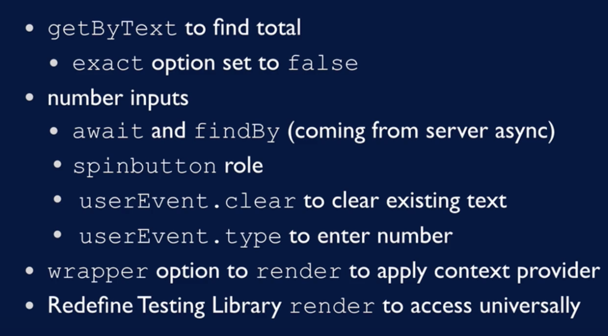 • getByText to find total
• exact option set to false
• number inputs
• await and findBy (coming from server async)
• spinbutton role
• userEvent.clear to clear existing text
• userEvent.type to enter number
• wrapper option to render to apply context provider
• Redefine Testing Library render to access universally